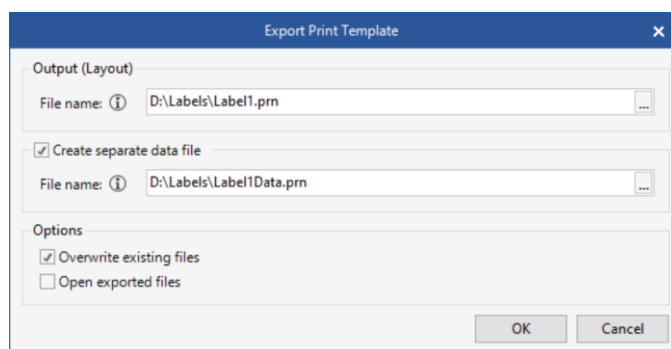 Export Print Template
Output (Layout)
File name: D:\Labels\Label1.prn ...
Create separate data file
File name: D:\Labels\Label1Data.prn ...
Options
Overwrite existing files
Open exported files
OK Cancel